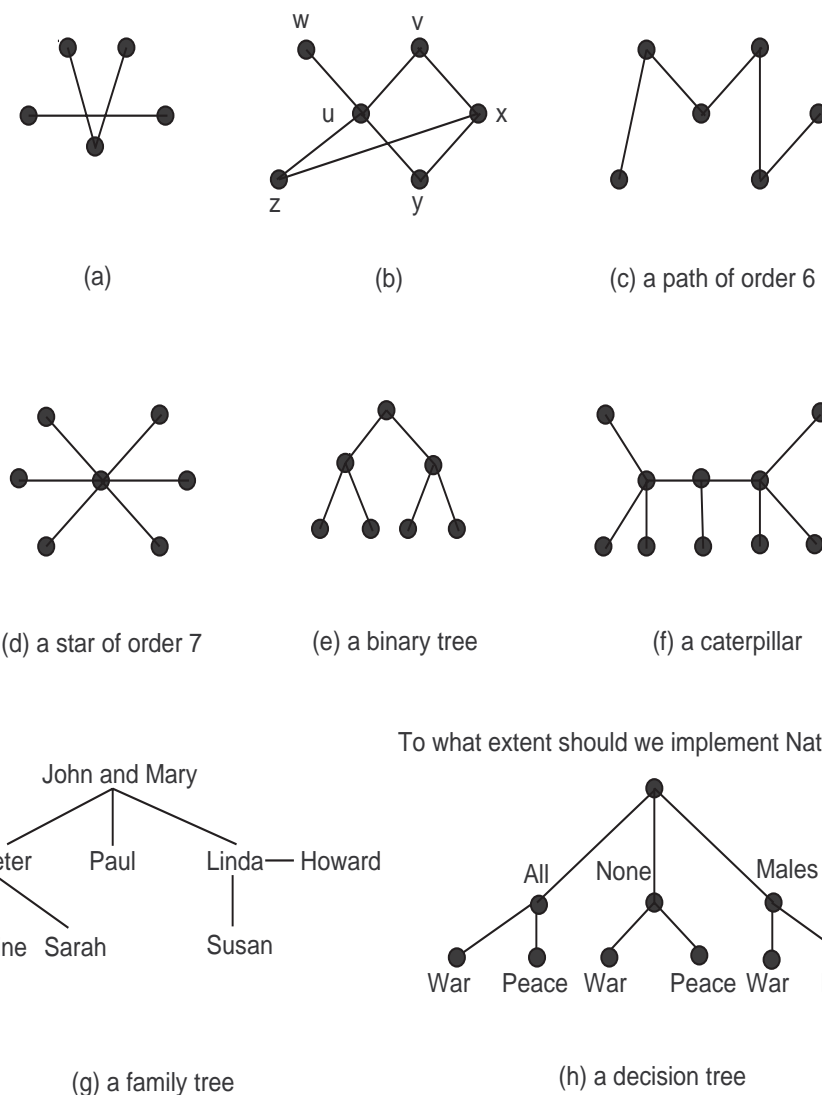 w
v
u
x
z
y
(a)
(b)
(c) a path of order 6
(d) a star of order 7
(e) a binary tree
(f) a caterpillar
To what extent should we implement Nat
John and Mary
eter
Paul
Linda
Howard
All
None
Males
ne
Sarah
Susan
War
Peace
War
Peace
War
(g) a family tree
(h) a decision tree